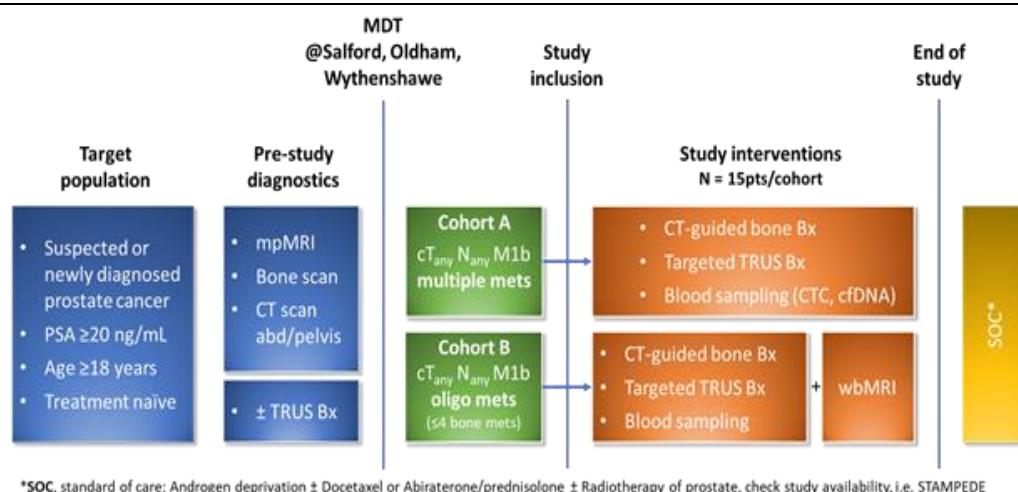 MDT
@Salford, Oldham,
Wythenshawe
Study
inclusion
End of
study
Target
population
Pre-study
diagnostics
Study interventions
N = 15pts/cohort
• Suspected or
newly diagnosed
prostate cancer
• PSA ≥20 ng/mL
• Age ≥18 years
• Treatment naïve
• mpMRI
• Bone scan
• CT scan
abd/pelvis
• ± TRUS Bx
Cohort A
cTany Nany M1b
multiple mets
• CT-guided bone Bx
• Targeted TRUS Bx
• Blood sampling (CTC, cfDNA)
Cohort B
cTany Nany M1b
oligo mets
(≤4 bone mets)
• CT-guided bone Bx
• Targeted TRUS Bx
• Blood sampling
+
wbMRI
SOC*
*SOC, standard of care: Androgen deprivation ± Docetaxel or Abiraterone/prednisolone ± Radiotherapy of prostate, check study availability, i.e. STAMPEDE